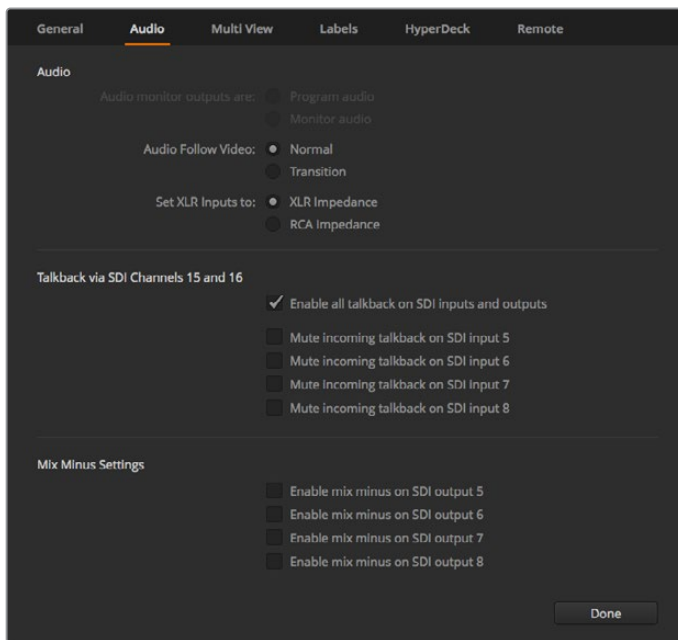 General Audio Multi View Labels HyperDeck Remote
Audio
Audio monitor outputs are: Program audio
Monitor audio
Audio Follow Video: Normal
Transition
Set XLR Inputs to: XLR Impedance
RCA Impedance
Talkback via SDI Channels 15 and 16
Enable all talkback on SDI inputs and outputs
Mute incoming talkback on SDI input 5
Mute incoming talkback on SDI input 6
Mute incoming talkback on SDI input 7
Mute incoming talkback on SDI input 8
Mix Minus Settings
Enable mix minus on SDI output 5
Enable mix minus on SDI output 6
Enable mix minus on SDI output 7
Enable mix minus on SDI output 8
Done